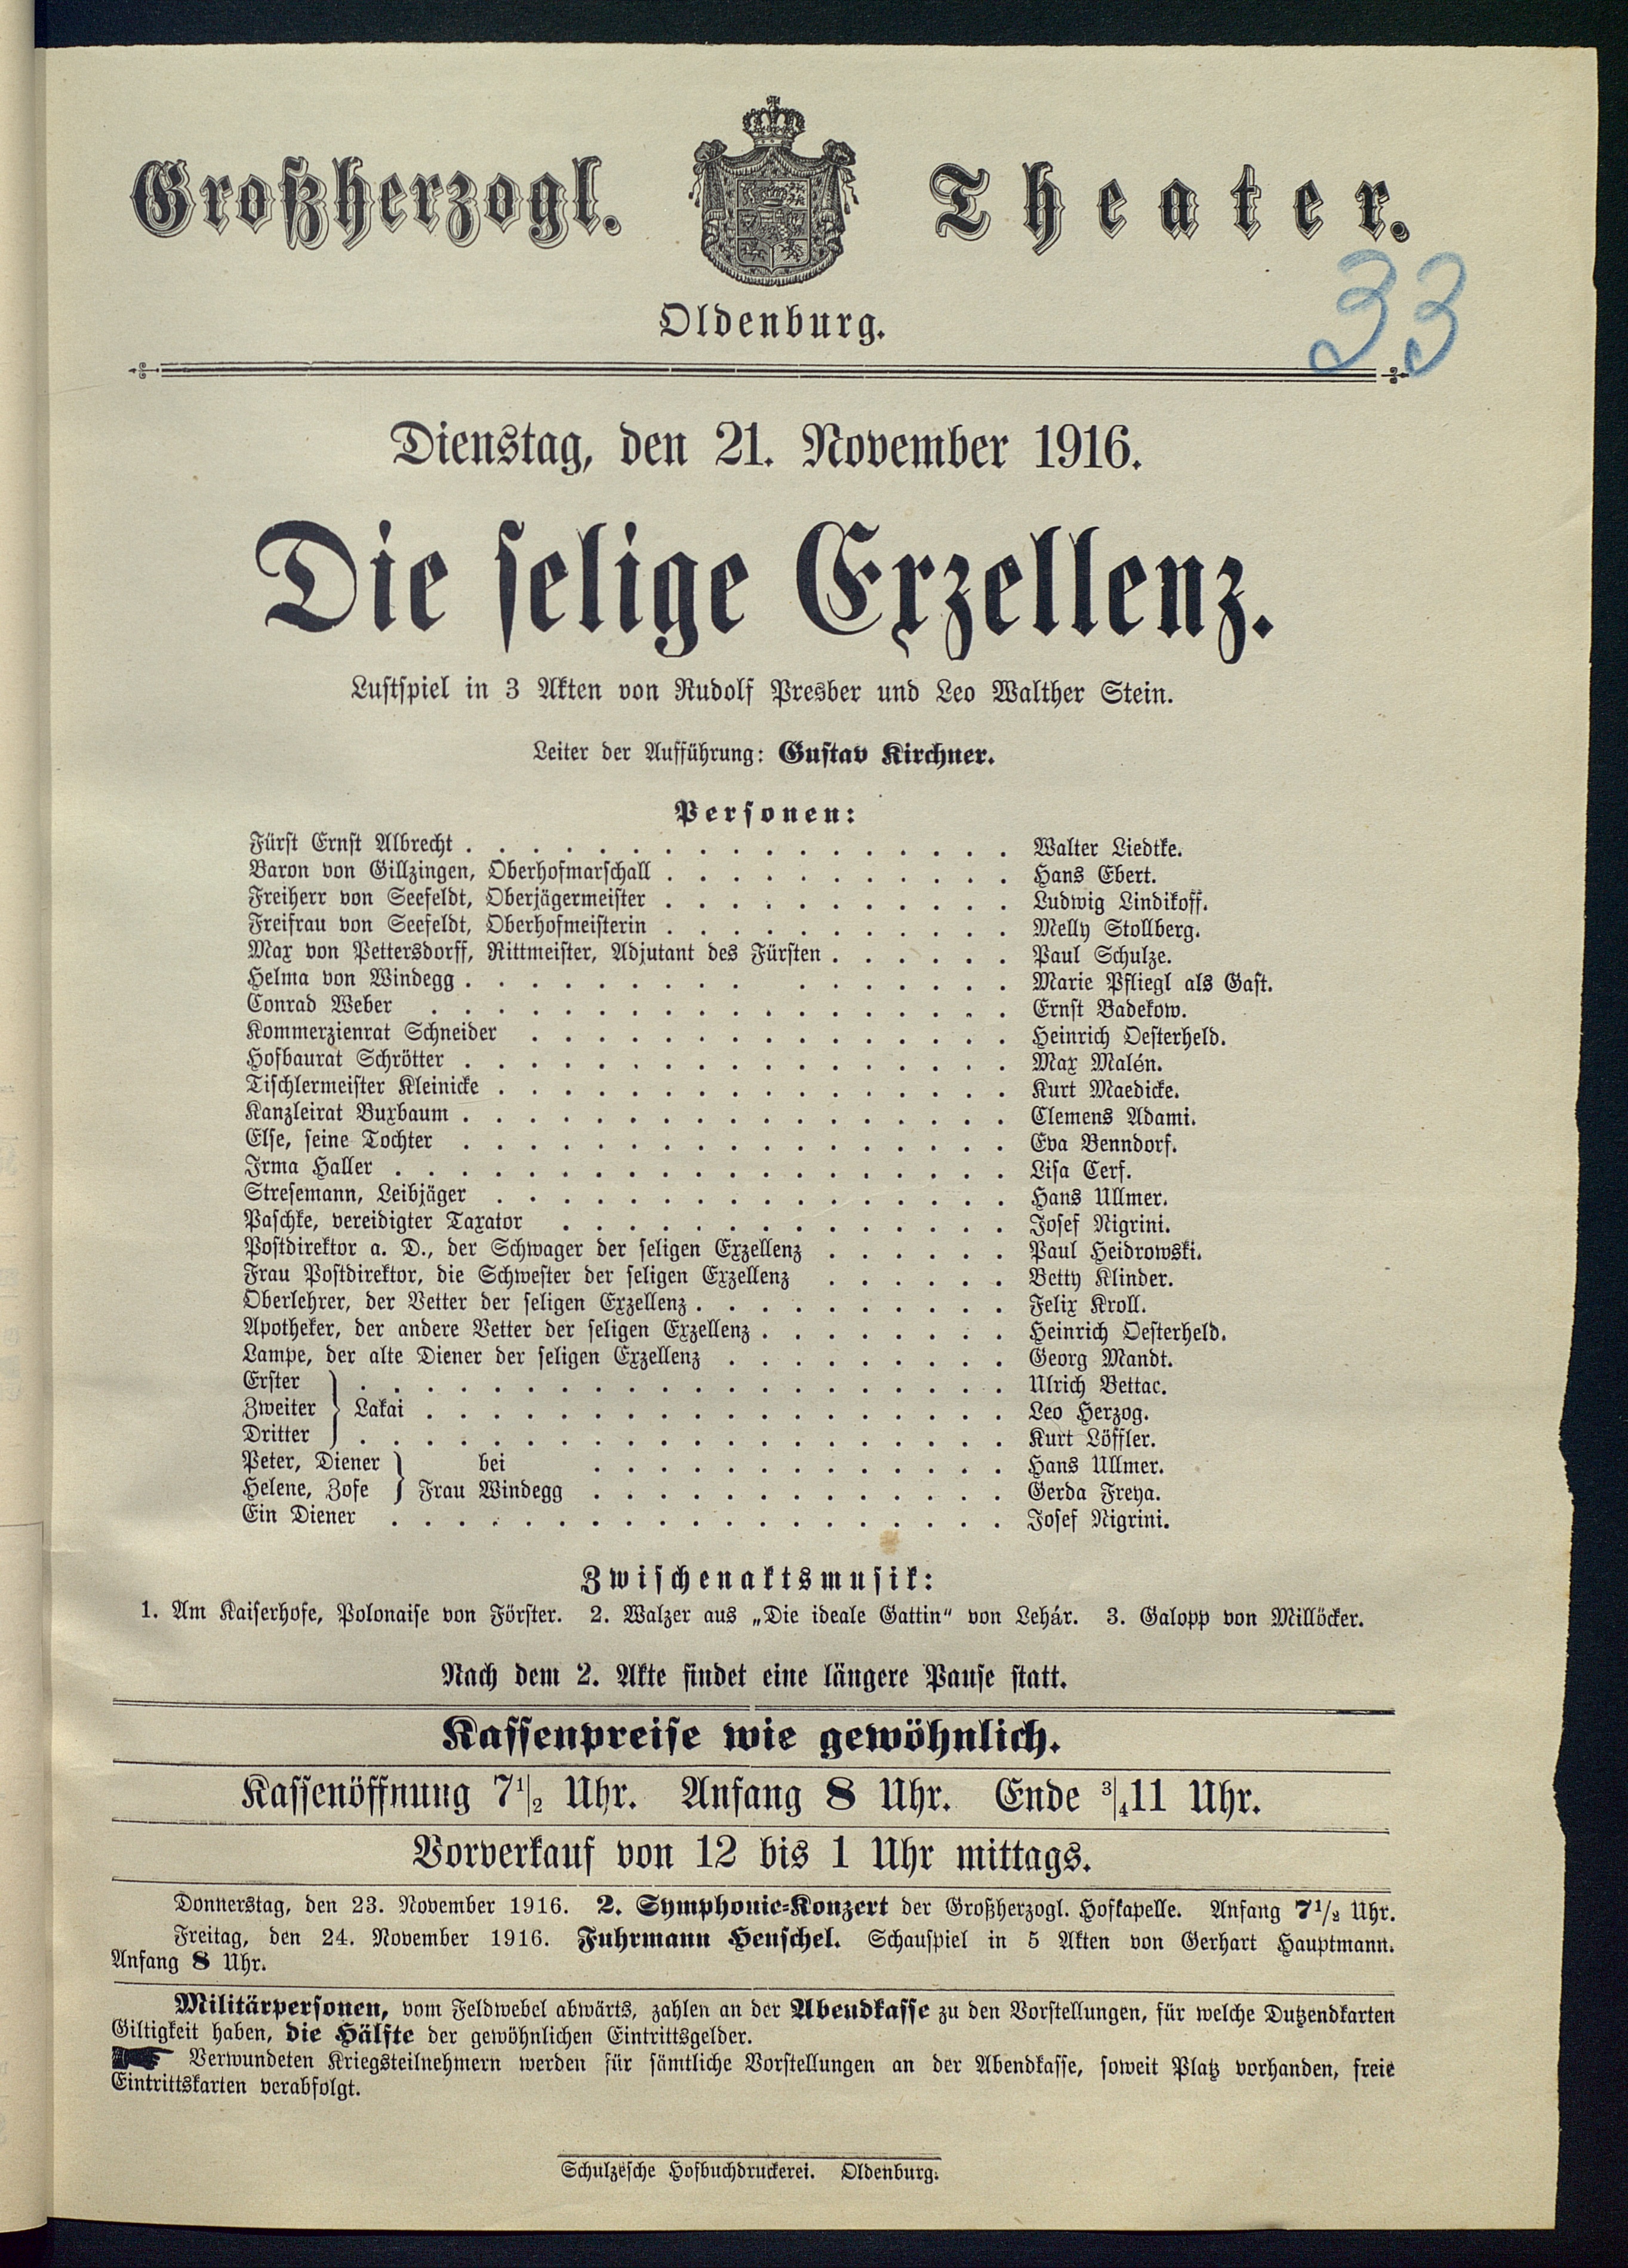 Großherzogl. Theater.
33
Oldenburg.
Dienstag, den 21. November 1916.
Die selige Exzellenz.
Lustspiel in 3 Akten von Rudolf Presber und Leo Walther Stein.
Leiter der Aufführung: Gustav Kirchner.
Personen:
Fürst Ernst Albrecht . . . . . . . . . . . . . . . . . Walter Liedtke.
Baron von Gillzingen, Oberhofmarschall . . . . . . . . . . . Hans Ebert.
Freiherr von Seefeldt, Oberjägermeister . . . . . . . . . . . Ludwig Lindikoff.
Freifrau von Seefeldt, Oberhofmeisterin . . . . . . . . . . . Melly Stollberg.
Max von Pettersdorff, Rittmeister, Adjutant des Fürsten . . . . . . Paul Schulze.
Helma von Windegg . . . . . . . . . . . . . . . . Marie Pfliegl als Gast.
Conrad Weber . . . . . . . . . . . . . . . . . . Ernst Badekow.
Kommerzienrat Schneider . . . . . . . . . . . . . . . Heinrich Oesterheld.
Hofbaurat Schrötter . . . . . . . . . . . . . . . . . Max Malén.
Tischlermeister Kleinicke . . . . . . . . . . . . . . . . Kurt Maedicke.
Kanzleirat Buxbaum . . . . . . . . . . . . . . . . . Clemens Adami.
Else, seine Tochter . . . . . . . . . . . . . . . . . Eva Benndorf.
Irma Haller . . . . . . . . . . . . . . . . . . . Lisa Cerf.
Stresemann, Leibjäger . . . . . . . . . . . . . . . . Hans Ullmer.
Paschke, vereidigter Taxator . . . . . . . . . . . . . . Josef Nigrini.
Postdirektor a. D., der Schwager der seligen Exzellenz . . . . . . Paul Heidrowski.
Frau Postdirektor, die Schwester der seligen Exzellenz . . . . . . Betty Klinder.
Oberlehrer, der Vetter der seligen Exzellenz . . . . . . . . . . Felix Kroll.
Apotheker, der andere Vetter der seligen Exzellenz . . . . . . . . Heinrich Oesterheld.
Lampe, der alte Diener der seligen Exzellenz . . . . . . . . . Georg Mandt.
Erster . . . . . . . . . . . . . . . . . . . . Ulrich Bettac.
Zweiter } Lakai . . . . . . . . . . . . . . . . . . Leo Herzog.
Dritter . . . . . . . . . . . . . . . . . . . . Kurt Löffler.
Peter, Diener } bei . . . . . . . . . . . . . Hans Ullmer.
Helene, Zofe } Frau Windegg . . . . . . . . . . . . . Gerda Freya.
Ein Diener . . . . . . . . . . . . . . . . . . . Josef Nigrini.
Zwischenaktsmusik:
1. Am Kaiserhofe, Polonaise von Förster. 2. Walzer aus „Die ideale Gattin“ von Lehár. 3. Galopp von Millöcker.
Nach dem 2. Akte findet eine längere Pause statt.
Kassenpreise wie gewöhnlich.
Kassenöffnung 7 1/2 Uhr. Anfang 8 Uhr. Ende 3/4 11 Uhr.
Vorverkauf von 12 bis 1 Uhr mittags.
Donnerstag, den 23. November 1916. 2. Symphonie-Konzert der Großherzogl. Hofkapelle. Anfang 7 1/2 Uhr.
Freitag, den 24. November 1916. Fuhrmann Henschel. Schauspiel in 5 Akten von Gerhart Hauptmann.
Anfang 8 Uhr.
Militärpersonen, vom Feldwebel abwärts, zahlen an der Abendkasse zu den Vorstellungen, für welche Dutzendkarten
Giltigkeit haben, die Hälfte der gewöhnlichen Eintrittsgelder.
Verwundeten Kriegsteilnehmern werden für sämtliche Vorstellungen an der Abendkasse, soweit Platz vorhanden, freie
Eintrittskarten verabfolgt.
Schulzesche Hofbuchdruckerei. Oldenburg.